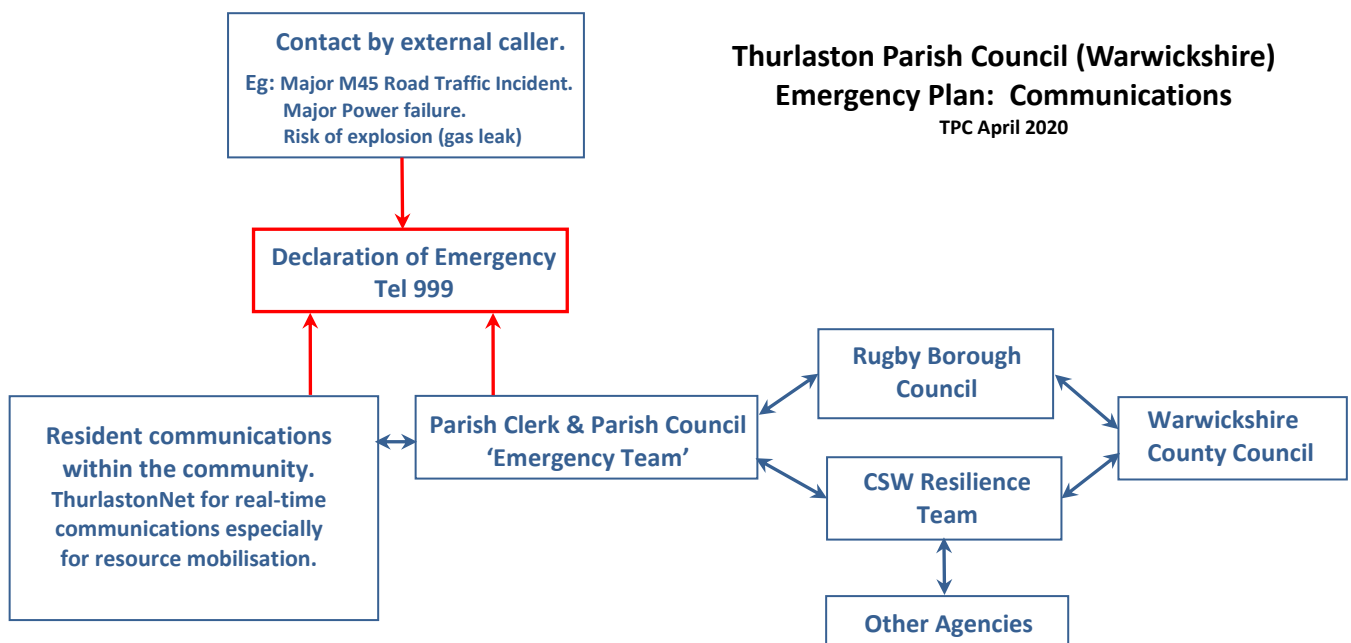 Contact by external caller.
Eg: Major M45 Road Traffic Incident.
Major Power failure.
Risk of explosion (gas leak)
Thurlaston Parish Council (Warwickshire)
Emergency Plan: Communications
TPC April 2020
Declaration of Emergency
Tel 999
Resident communications
within the community.
ThurlastonNet for real-time
communications especially
for resource mobilisation.
Parish Clerk & Parish Council
‘Emergency Team’
Rugby Borough
Council
CSW Resilience
Team
Warwickshire
County Council
Other Agencies